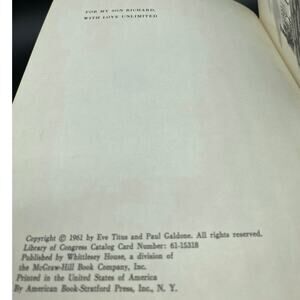 FOR MY SON RICHARD,
WITH LOVE UNLIMITED
Copyright © 1961 by Eve Titus and Paul Galdone. All rights reserved.
Library of Congress Catalog Card Number: 61-15318
Published by Whittlesey House, a division of
the McGraw-Hill Book Company, Inc.
Printed in the United States of America
By American Book-Stratford Press, Inc., N. Y.